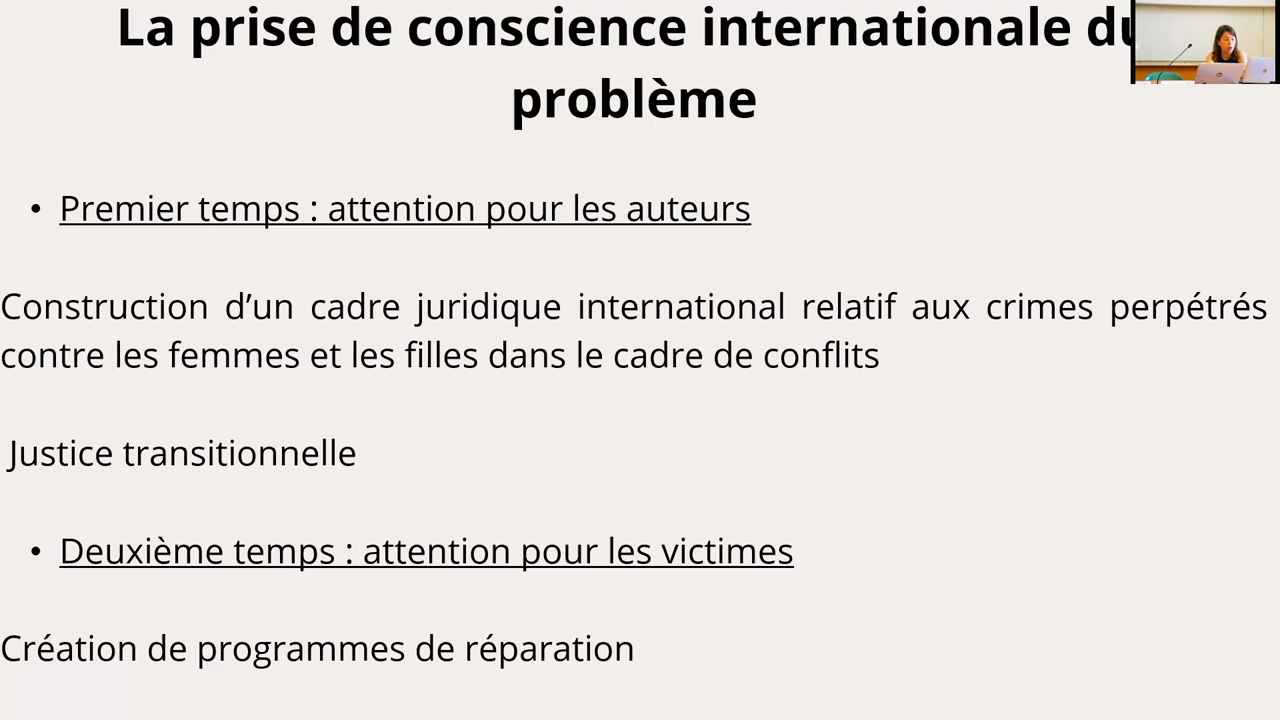 La prise de conscience internationale du
problème
• Premier temps : attention pour les auteurs
Construction d’un cadre juridique international relatif aux crimes perpétrés
contre les femmes et les filles dans le cadre de conflits
Justice transitionnelle
• Deuxième temps : attention pour les victimes
Création de programmes de réparation